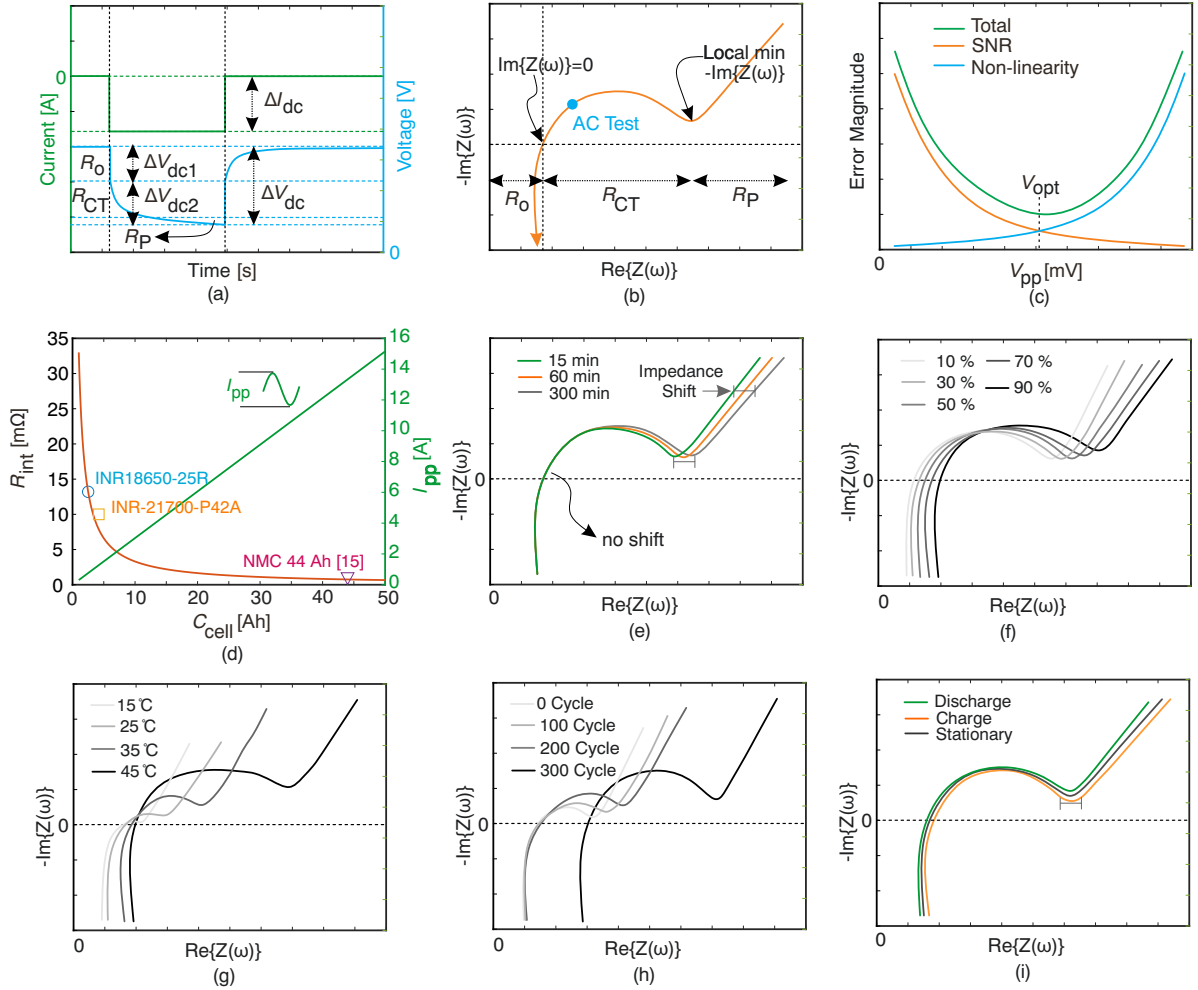 0
Current [A]
Voltage [V]
0
ΔI_dc
R_o
ΔV_dc1
R_CT
ΔV_dc2
ΔV_dc
R_P
Time [s]
(a)
-Im{Z(ω)}
Im{Z(ω)}=0
Local min
-Im{Z(ω)}
AC Test
R_o
R_CT
R_P
Re{Z(ω)}
(b)
Error Magnitude
Total
SNR
Non-linearity
V_opt
0
V_pp [mV]
(c)
R_int [mΩ]
35
30
25
20
15
10
5
0
I_pp
INR18650-25R
INR-21700-P42A
NMC 44 Ah [15]
16
14
12
10
8
6
4
2
0
I_pp [A]
0
10
20
30
40
50
C_cell [Ah]
(d)
-Im{Z(ω)}
15 min
60 min
300 min
Impedance
Shift
0
no shift
0
Re{Z(ω)}
(e)
-Im{Z(ω)}
10 %
30 %
50 %
70 %
90 %
0
0
Re{Z(ω)}
(f)
-Im{Z(ω)}
15 °C
25 °C
35 °C
45 °C
0
0
Re{Z(ω)}
(g)
-Im{Z(ω)}
0 Cycle
100 Cycle
200 Cycle
300 Cycle
0
0
Re{Z(ω)}
(h)
-Im{Z(ω)}
Discharge
Charge
Stationary
0
0
Re{Z(ω)}
(i)